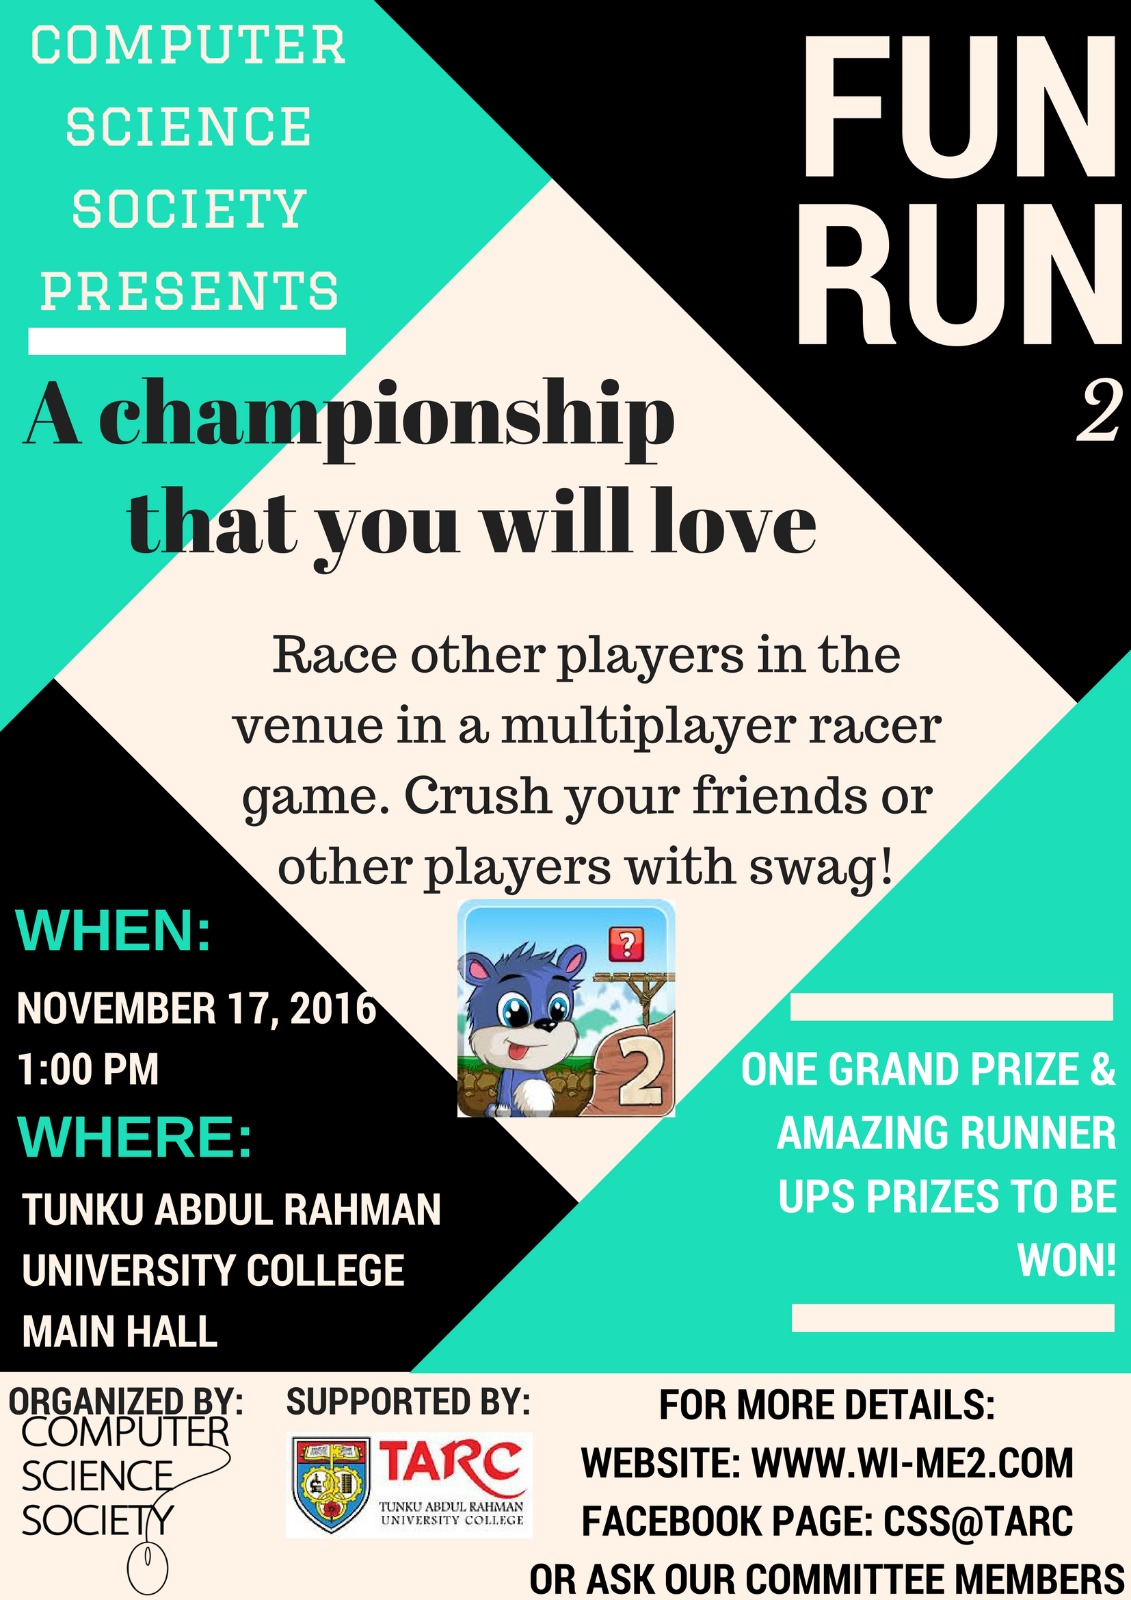 COMPUTER
SCIENCE
SOCIETY
PRESENTS
FUN
RUN
2
A championship
that you will love
Race other players in the
venue in a multiplayer racer
game. Crush your friends or
other players with swag!
?
2
WHEN:
NOVEMBER 17, 2016
1:00 PM
WHERE:
TUNKU ABDUL RAHMAN
UNIVERSITY COLLEGE
MAIN HALL
ONE GRAND PRIZE &
AMAZING RUNNER
UPS PRIZES TO BE
WON!
ORGANIZED BY:
COMPUTER
SCIENCE
SOCIETY
SUPPORTED BY:
TARC
TUNKU ABDUL RAHMAN
UNIVERSITY COLLEGE
FOR MORE DETAILS:
WEBSITE: WWW.WI-ME2.COM
FACEBOOK PAGE: CSS@TARC
OR ASK OUR COMMITTEE MEMBERS